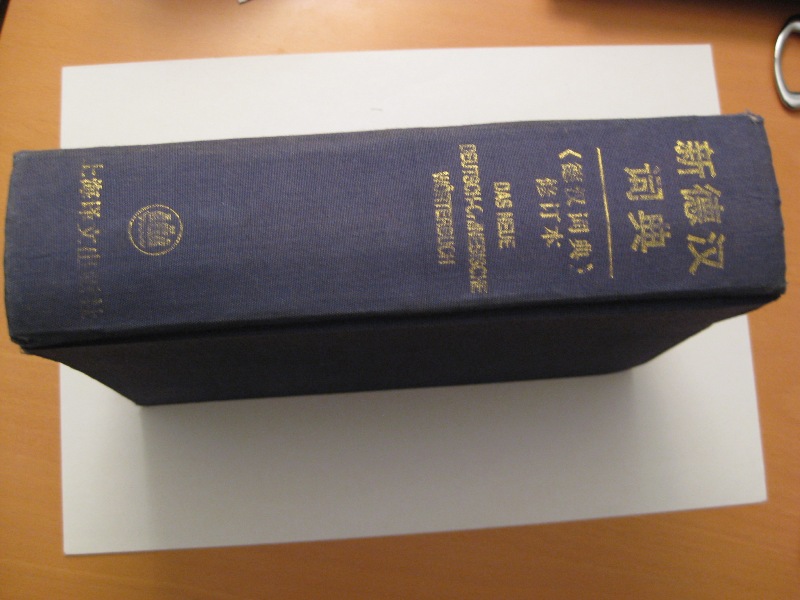 新德汉
词典
《德汉词典》
修订本
DAS NEUE
DEUTSCH-CHINESISCHE
WÖRTERBUCH
上海译文出版社